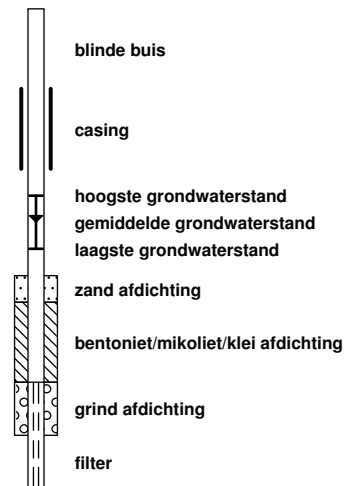 blinde buis
casing
hoogste grondwaterstand
gemiddelde grondwaterstand
laagste grondwaterstand
zand afdichting
bentoniet/mikoliet/klei afdichting
grind afdichting
filter